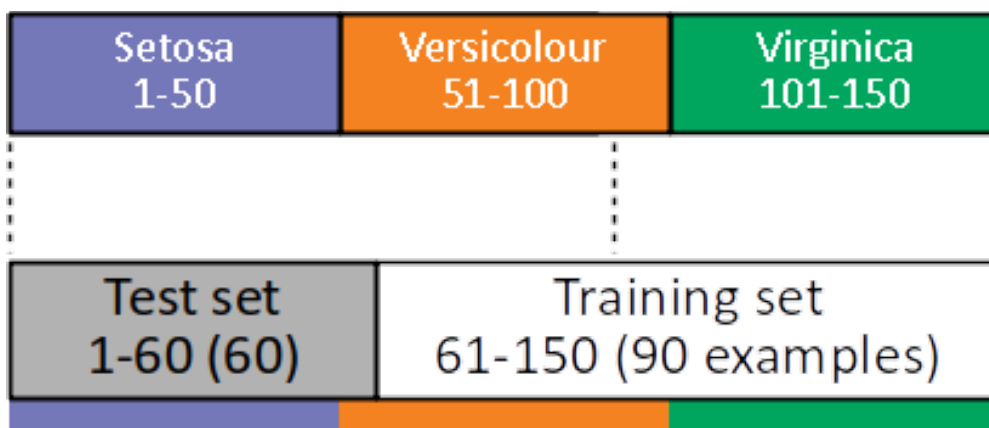 Setosa
1-50
Versicolour
51-100
Virginica
101-150
Test set
1-60 (60)
Training set
61-150 (90 examples)